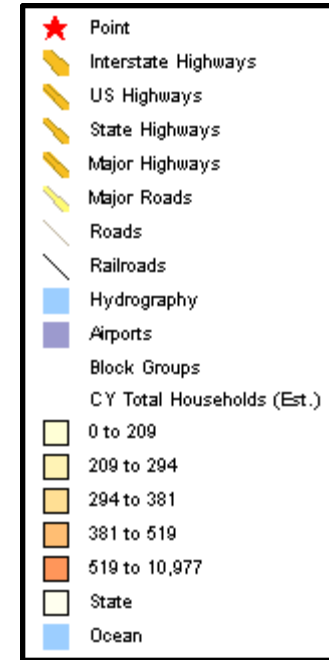 Point
Interstate Highways
US Highways
State Highways
Major Highways
Major Roads
Roads
Railroads
Hydrography
Airports
Block Groups
CY Total Households (Est.)
0 to 209
209 to 294
294 to 381
381 to 519
519 to 10,977
State
Ocean